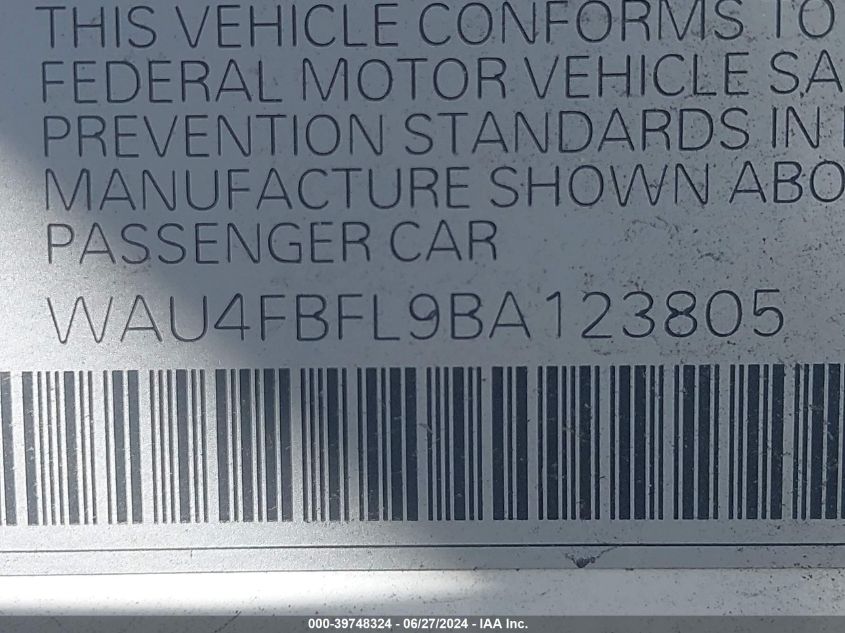 THIS VEHICLE CONFORMS TO
FEDERAL MOTOR VEHICLE SA
PREVENTION STANDARDS IN
MANUFACTURE SHOWN ABO
PASSENGER CAR
WAU4FBFL9BA123805
000-39748324 - 06/27/2024 - IAA Inc.